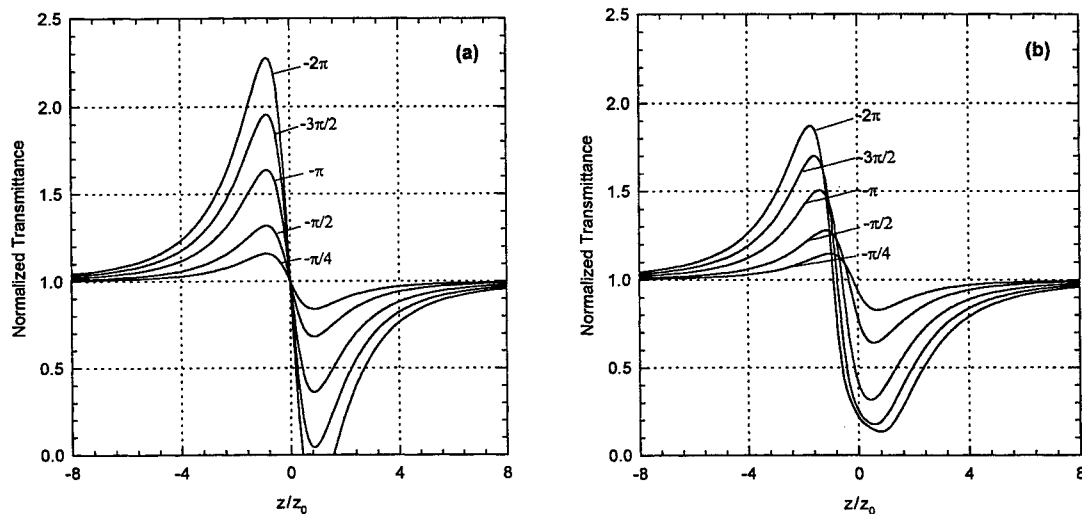 (a)
Normalized Transmittance
2.5
2.0
1.5
1.0
0.5
0.0
-8
-4
0
4
8
z/z₀
-2π
-3π/2
-π
-π/2
-π/4
(b)
Normalized Transmittance
2.5
2.0
1.5
1.0
0.5
0.0
-8
-4
0
4
8
z/z₀
-2π
-3π/2
-π
-π/2
-π/4